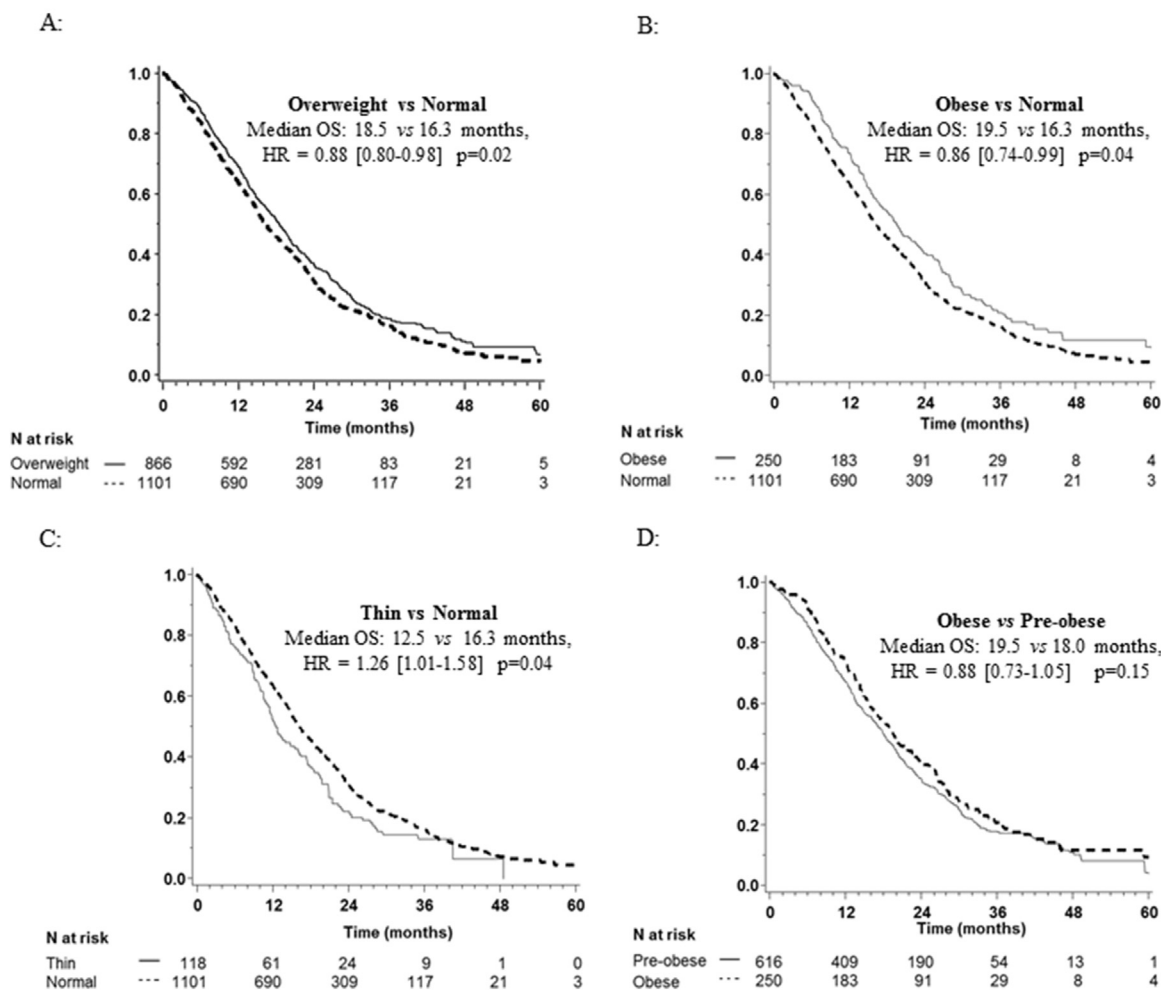 A:
Overweight vs Normal
Median OS: 18.5 vs 16.3 months,
HR = 0.88 [0.80-0.98] p=0.02
1.0
0.8
0.6
0.4
0.2
0.0
0 12 24 36 48 60
Time (months)
N at risk
Overweight 866 592 281 83 21 5
Normal 1101 690 309 117 21 3
B:
Obese vs Normal
Median OS: 19.5 vs 16.3 months,
HR = 0.86 [0.74-0.99] p=0.04
1.0
0.8
0.6
0.4
0.2
0.0
0 12 24 36 48 60
Time (months)
N at risk
Obese 250 183 91 29 8 4
Normal 1101 690 309 117 21 3
C:
Thin vs Normal
Median OS: 12.5 vs 16.3 months,
HR = 1.26 [1.01-1.58] p=0.04
1.0
0.8
0.6
0.4
0.2
0.0
0 12 24 36 48 60
Time (months)
N at risk
Thin 118 61 24 9 1 0
Normal 1101 690 309 117 21 3
D:
Obese vs Pre-obese
Median OS: 19.5 vs 18.0 months,
HR = 0.88 [0.73-1.05] p=0.15
1.0
0.8
0.6
0.4
0.2
0.0
0 12 24 36 48 60
Time (months)
N at risk
Pre-obese 616 409 190 54 13 1
Obese 250 183 91 29 8 4